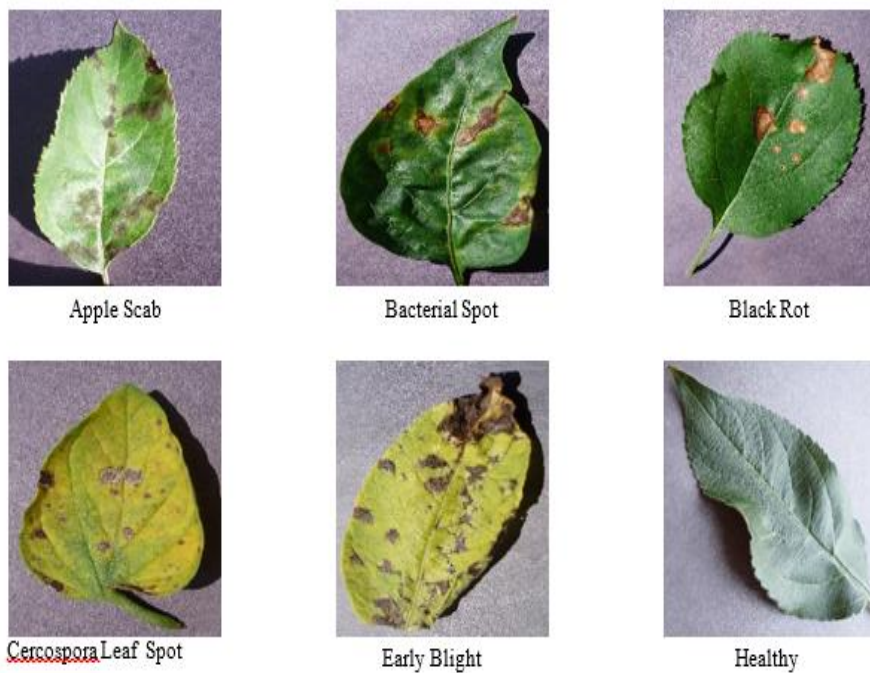 Apple Scab
Bacterial Spot
Black Rot
Cercospora Leaf Spot
Early Blight
Healthy